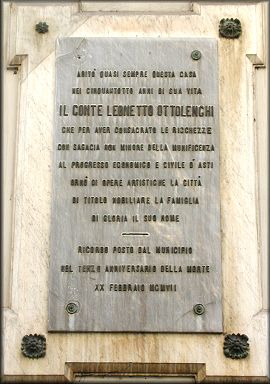 ABITÒ QUASI SEMPRE QUESTA CASA
NEI CINQUANTOTTO ANNI DI SUA VITA
IL CONTE LEONETTO OTTOLENGHI
CHE PER AVER CONSACRATO LE RICCHEZZE
CON SAGACIA NON MINORE DELLA MUNIFICENZA
AL PROGRESSO ECONOMICO E CIVILE D'ASTI
ORNÒ DI OPERE ARTISTICHE LA CITTÀ
DI TITOLO NOBILIARE LA FAMIGLIA
DI GLORIA IL SUO NOME
RICORDO POSTO DAL MUNICIPIO
NEL TERZO ANNIVERSARIO DELLA MORTE
XX FEBBRAIO MCMVII